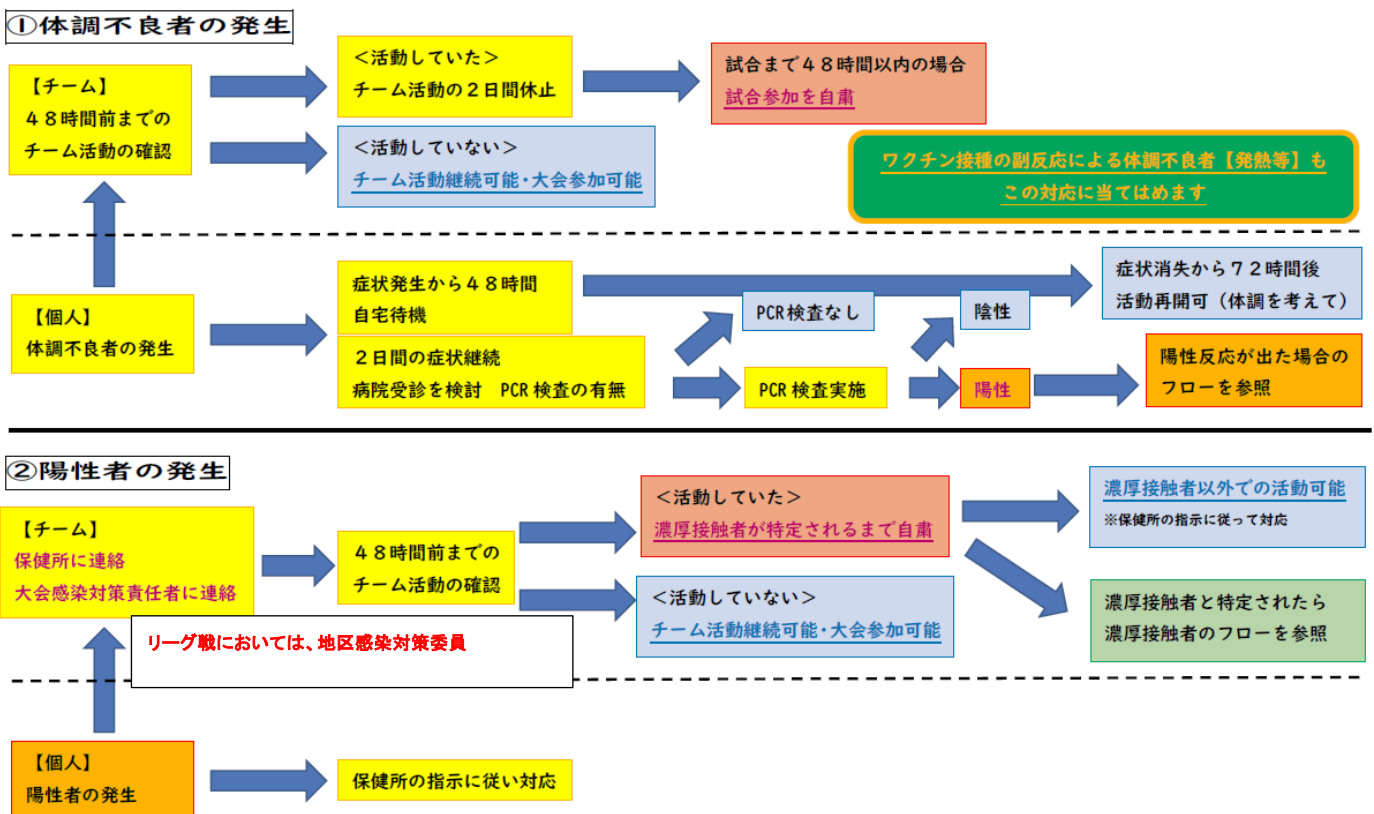 ①体調不良者の発生
【チーム】
４８時間前までの
チーム活動の確認
＜活動していた＞
チーム活動の２日間休止
試合まで４８時間以内の場合
試合参加を自粛
＜活動していない＞
チーム活動継続可能・大会参加可能
ワクチン接種の副反応による体調不良者【発熱等】も
この対応に当てはめます
【個人】
体調不良者の発生
症状発生から４８時間
自宅待機
２日間の症状継続
病院受診を検討　PCR検査の有無
PCR検査なし
PCR検査実施
陰性
陽性
症状消失から７２時間後
活動再開可（体調を考えて）
陽性反応が出た場合の
フローを参照
②陽性者の発生
【チーム】
保健所に連絡
大会感染対策責任者に連絡
リーグ戦においては、地区感染対策委員
４８時間前までの
チーム活動の確認
＜活動していた＞
濃厚接触者が特定されるまで自粛
＜活動していない＞
チーム活動継続可能・大会参加可能
濃厚接触者以外での活動可能
※保健所の指示に従って対応
濃厚接触者と特定されたら
濃厚接触者のフローを参照
【個人】
陽性者の発生
保健所の指示に従い対応